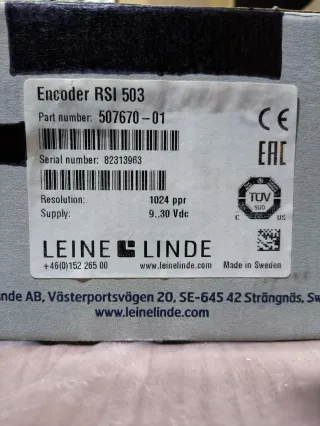 Encoder RSI 503
Part number: 507670-01
CE
Serial number: 82313963
EAC
Resolution: 1024 ppr
Supply: 9..30 Vdc
TÜV
SÜD
C US
LEINE LINDE
+46(0)152 265 00 www.leinelinde.com Made in Sweden
inde AB, Västerportsvägen 20, SE-645 42 Strängnäs, Sw
www.leinelinde.com